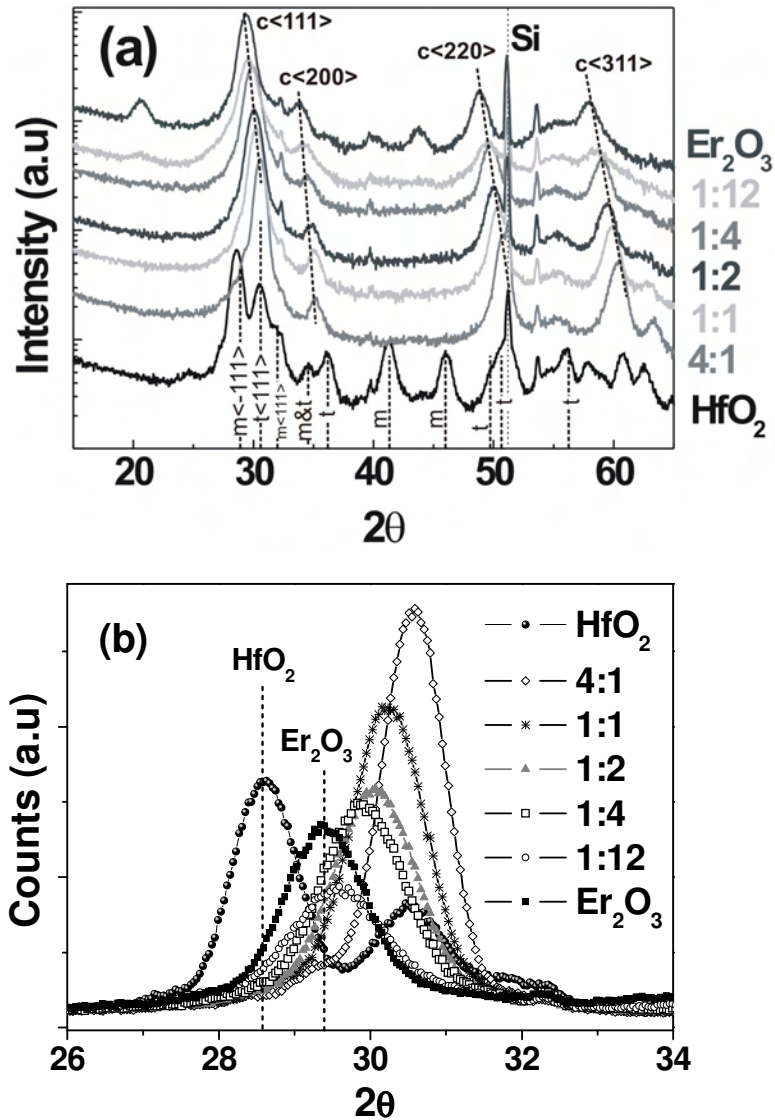 (a)
c<111>
c<200>
c<220>
Si
c<311>
Intensity (a.u)
Er2O3
1:12
1:4
1:2
1:1
4:1
HfO2
m<-111>
t<111>
m<111>
m&t
t
m
m
t
t
t
20 30 40 50 60
2θ
(b)
HfO2
Er2O3
HfO2
4:1
1:1
1:2
1:4
1:12
Er2O3
Counts (a.u)
26 28 30 32 34
2θ